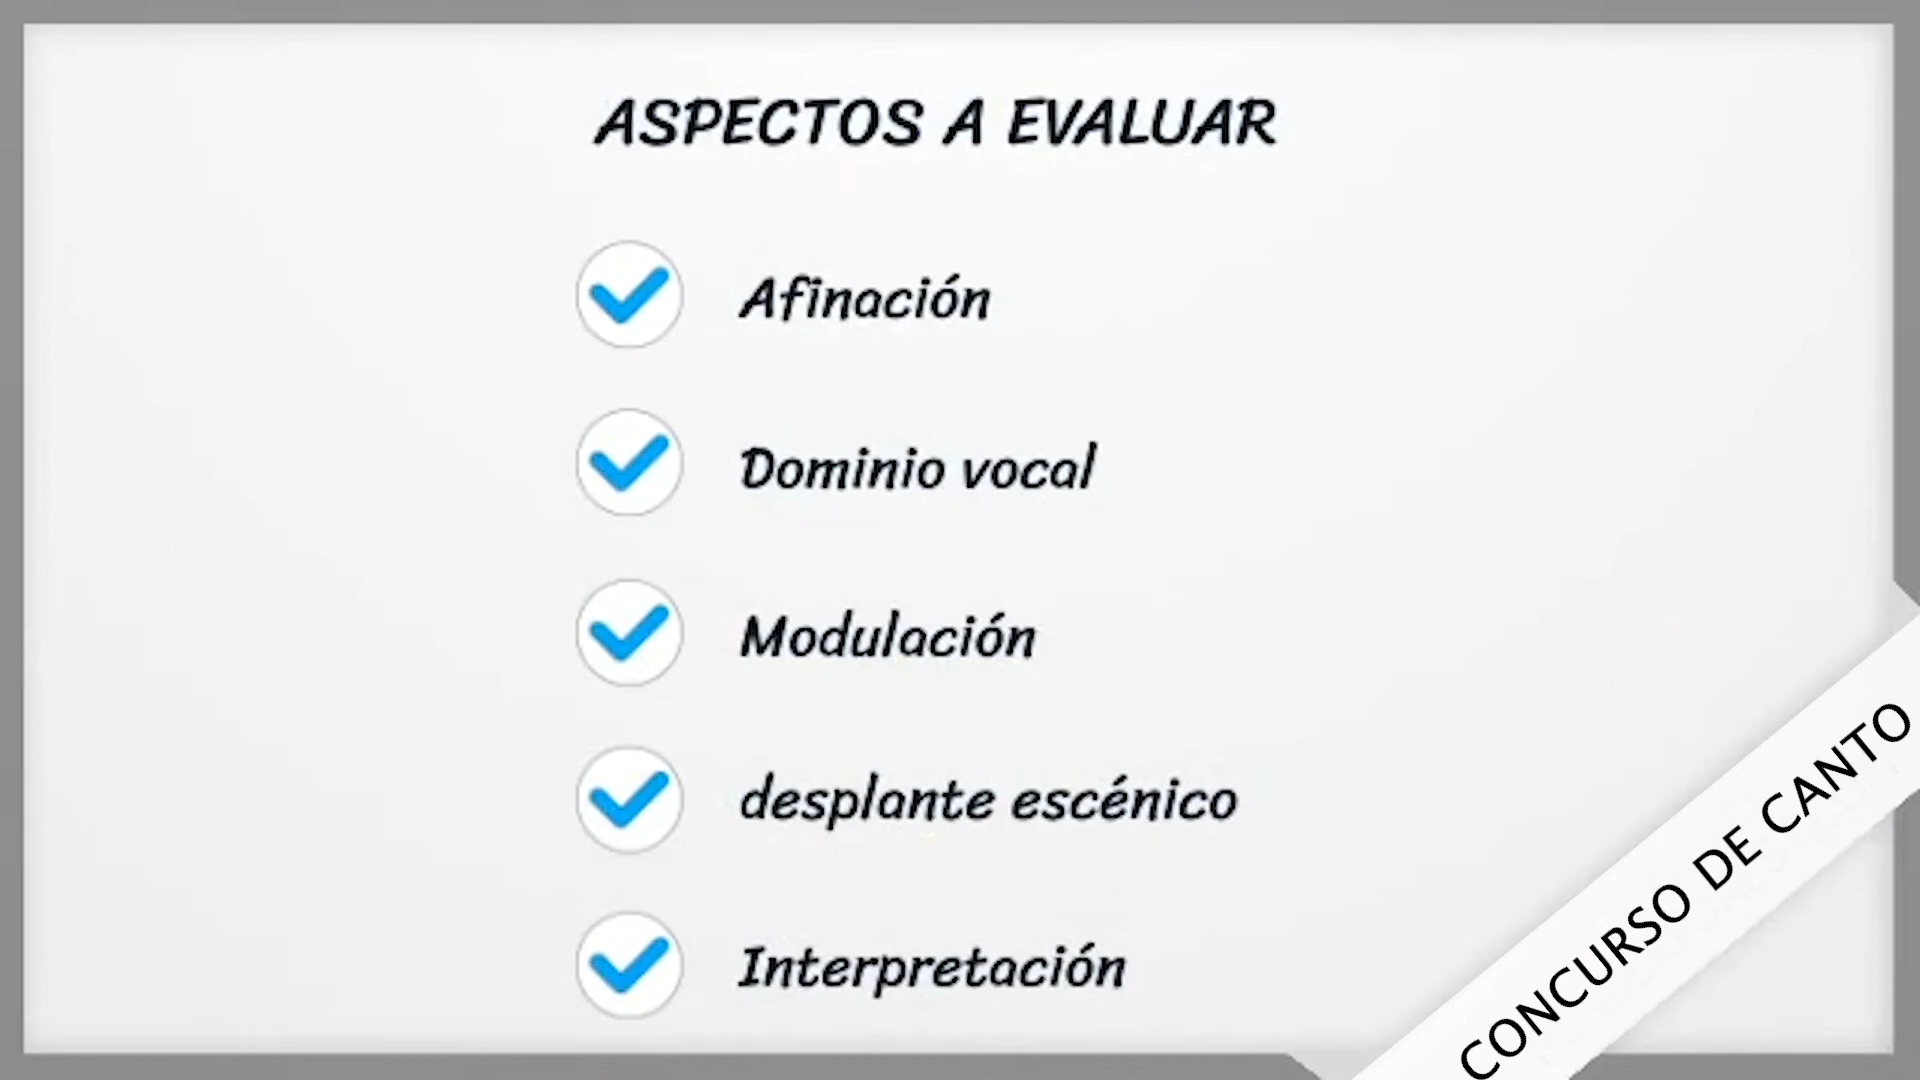 ASPECTOS A EVALUAR
Afinación
Dominio vocal
Modulación
desplante escénico
Interpretación
CONCURSO DE CANTO